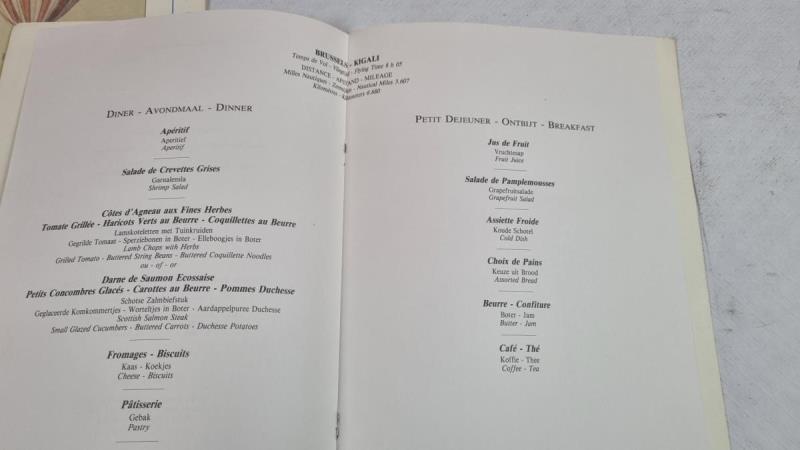 BRUSSELS - KIGALI
Temps de Vol - Vliegtijd - Flying Time 8 h 05
DISTANCE - AFSTAND - MILEAGE
Milles Nautiques - Zeemijlen - Nautical Miles 3.607
Kilomètres - Kilometers 6.680
DINER - AVONDMAAL - DINNER
Apéritif
Aperitief
Aperitif
Salade de Crevettes Grises
Garnalensla
Shrimp Salad
Côtes d'Agneau aux Fines Herbes
Tomate Grillée - Haricots Verts au Beurre - Coquillettes au Beurre
Lamskoteletten met Tuinkruiden
Gegrilde Tomaat - Sperziebonen in Boter - Elleboogjes in Boter
Lamb Chops with Herbs
Grilled Tomato - Buttered String Beans - Buttered Coquillette Noodles
ou - of - or
Darne de Saumon Ecossaise
Petits Concombres Glacés - Carottes au Beurre - Pommes Duchesse
Schotse Zalmbiefstuk
Geglaceerde Komkommertjes - Worteltjes in Boter - Aardappelpuree Duchesse
Scottish Salmon Steak
Small Glazed Cucumbers - Buttered Carrots - Duchesse Potatoes
Fromages - Biscuits
Kaas - Koekjes
Cheese - Biscuits
Pâtisserie
Gebak
Pastry
PETIT DEJEUNER - ONTBIJT - BREAKFAST
Jus de Fruit
Vruchtesap
Fruit Juice
Salade de Pamplemousses
Grapefruitsalade
Grapefruit Salad
Assiette Froide
Koude Schotel
Cold Dish
Choix de Pains
Keuze uit Brood
Assorted Bread
Beurre - Confiture
Boter - Jam
Butter - Jam
Café - Thé
Koffie - Thee
Coffee - Tea